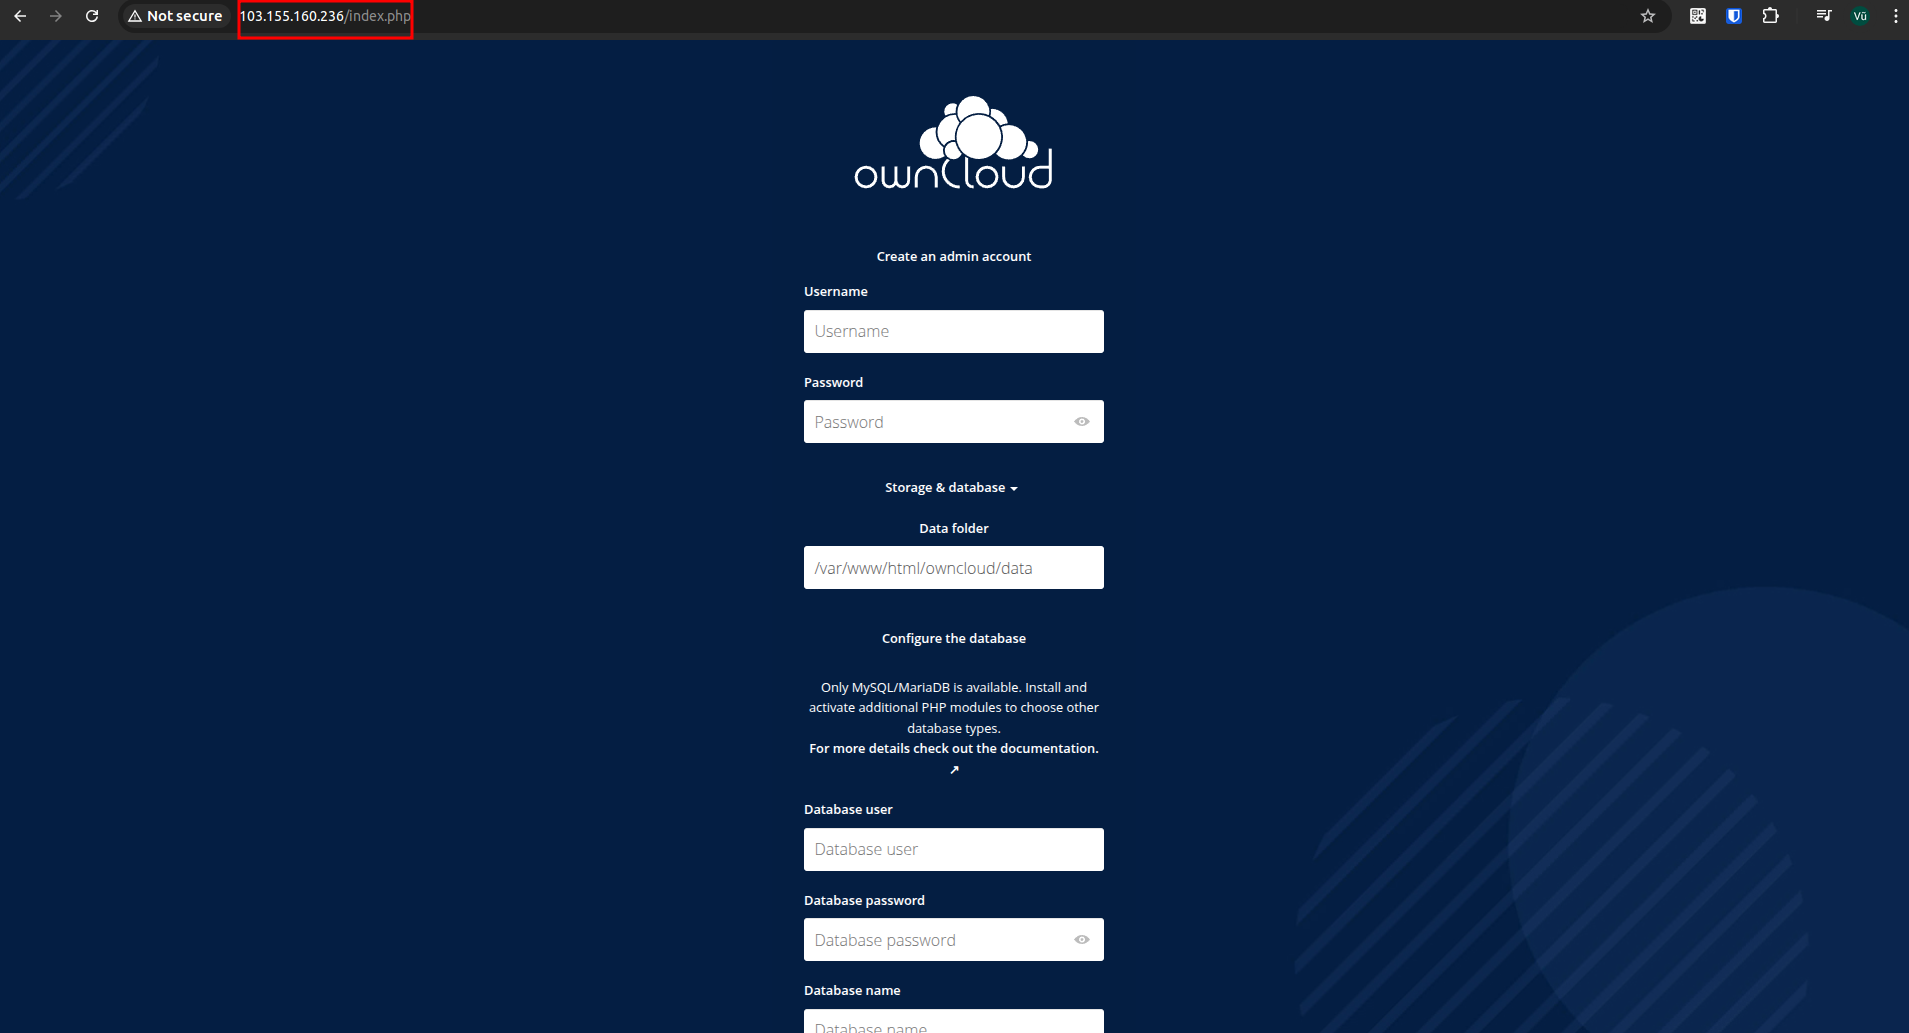 Not secure 103.155.160.236/index.php Vũ
ownCloud
Create an admin account
Username
Username
Password
Password
Storage & database
Data folder
/var/www/html/owncloud/data
Configure the database
Only MySQL/MariaDB is available. Install and
activate additional PHP modules to choose other
database types.
For more details check out the documentation.
↗
Database user
Database user
Database password
Database password
Database name
Database name